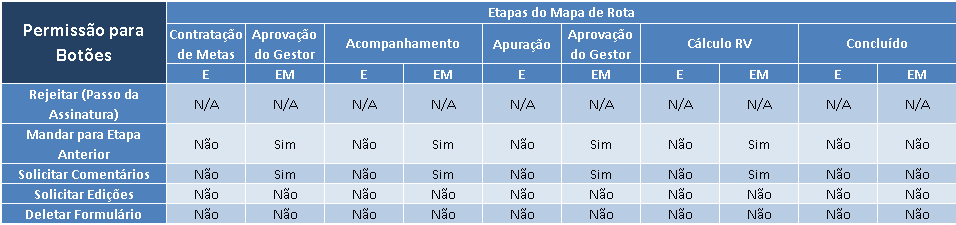 Permissão para Botões Etapas do Mapa de Rota
Contratação de Metas Aprovação do Gestor Acompanhamento Apuração Aprovação do Gestor Cálculo RV Concluído
E EM E EM E EM E EM E EM
Rejeitar (Passo da Assinatura) N/A N/A N/A N/A N/A N/A N/A N/A N/A N/A
Mandar para Etapa Anterior Não Sim Não Sim Não Sim Não Sim Não Não
Solicitar Comentários Não Sim Não Sim Não Sim Não Sim Não Não
Solicitar Edições Não Não Não Não Não Não Não Não Não Não
Deletar Formulário Não Não Não Não Não Não Não Não Não Não